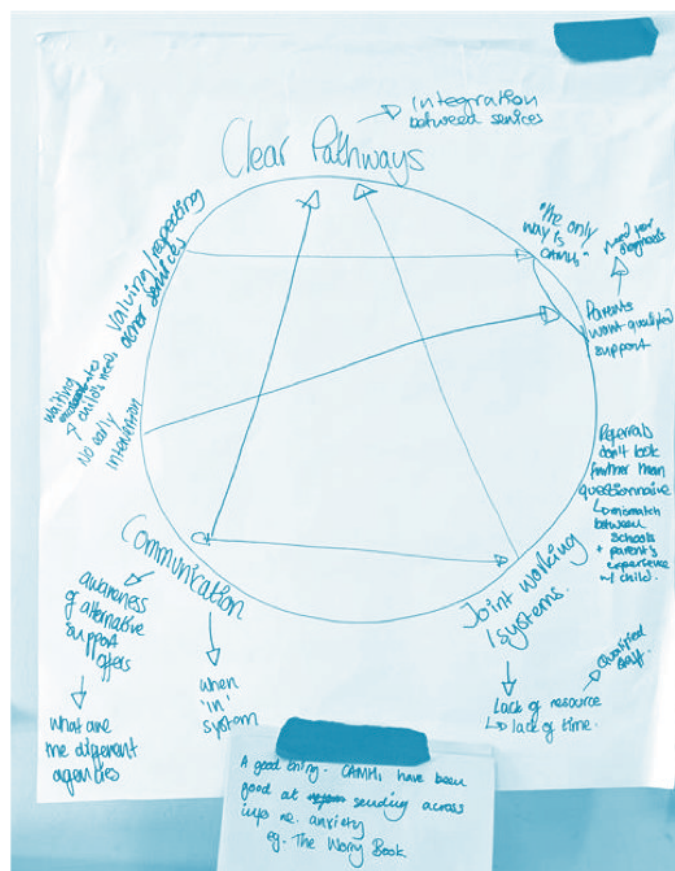 Integration
between services
Clear Pathways
Valuing/respecting
other services
"the only
way is
CAMHs"
Need for
diagnosis
Parents
want qualified
support
waiting
child's need,
No early
intervention
Referrals
don't look
further than
questionnaire
mismatch
between
schools
+ parent's
experience
w/ child.
Communication
awareness
of alternative
support
offers
what are
the different
agencies
when
'in'
system
Joint working
/systems.
Qualified
staff.
Lack of resource
lack of time.
A good thing. CAMHs have been
good at sending across
info re. anxiety
eg. The Worry Book